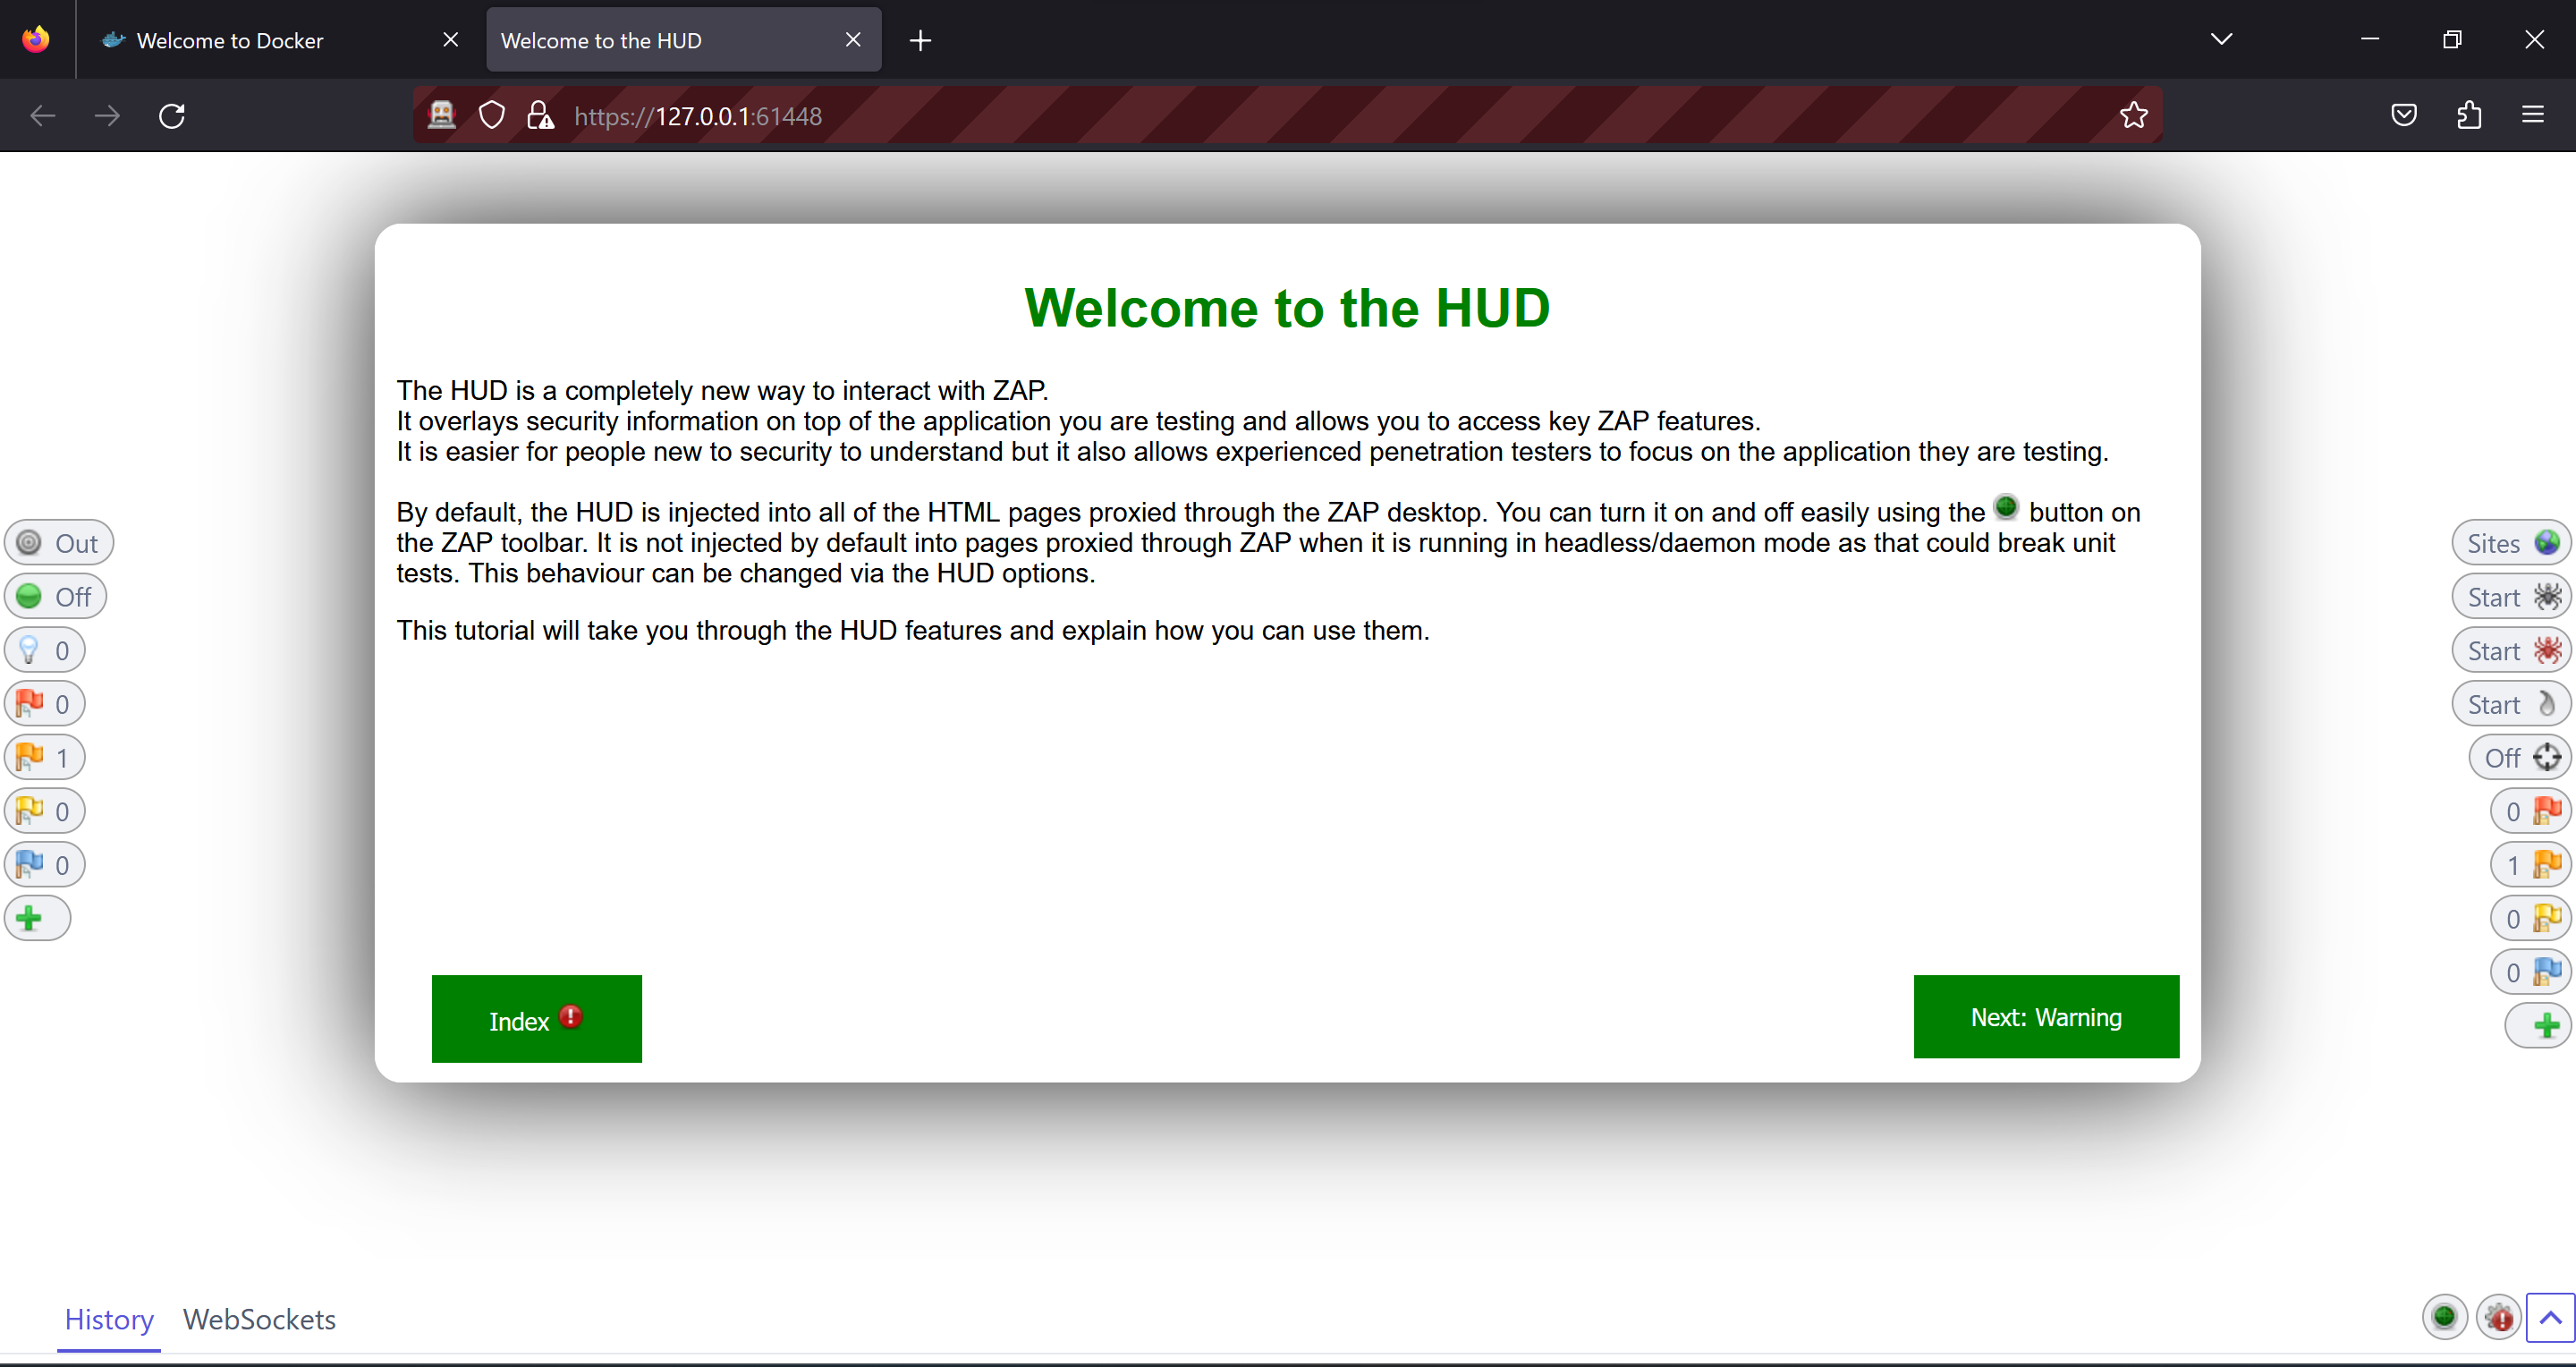 Welcome to Docker
Welcome to the HUD
https://127.0.0.1:61448
Welcome to the HUD
The HUD is a completely new way to interact with ZAP.
It overlays security information on top of the application you are testing and allows you to access key ZAP features.
It is easier for people new to security to understand but it also allows experienced penetration testers to focus on the application they are testing.
By default, the HUD is injected into all of the HTML pages proxied through the ZAP desktop. You can turn it on and off easily using the button on
the ZAP toolbar. It is not injected by default into pages proxied through ZAP when it is running in headless/daemon mode as that could break unit
tests. This behaviour can be changed via the HUD options.
This tutorial will take you through the HUD features and explain how you can use them.
Index
Next: Warning
Out
Off
0
0
1
0
0
Sites
Start
Start
Start
Off
0
1
0
0
History
WebSockets